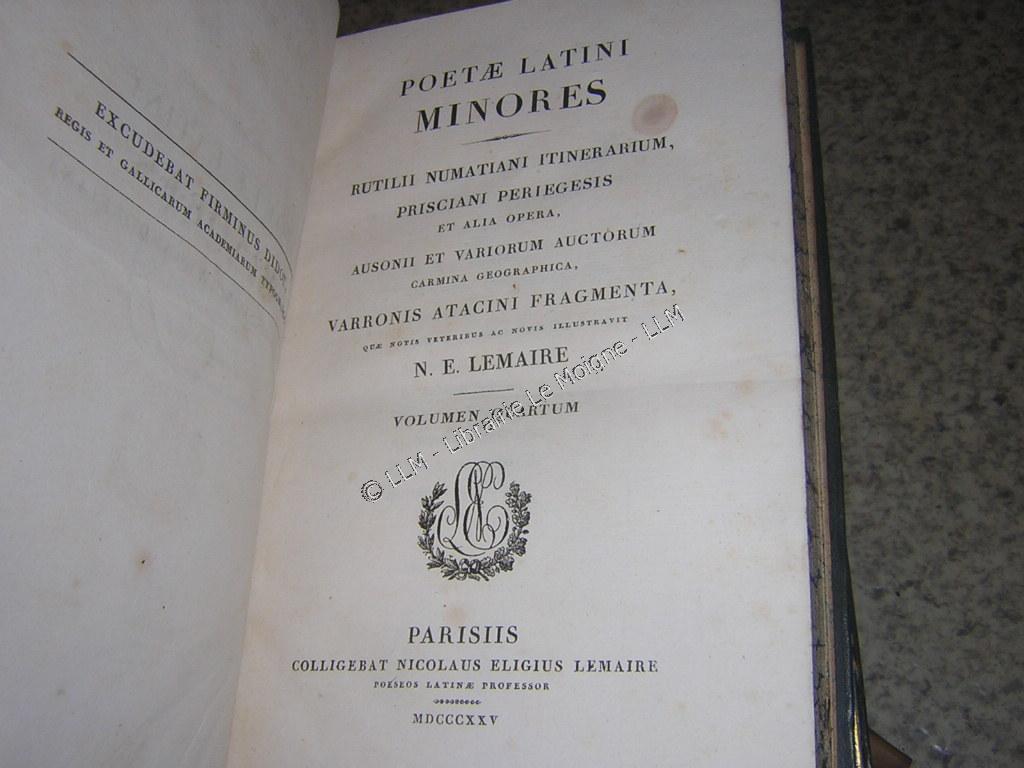 EXCUDEBAT FIRMINUS DIDOT
REGIS ET GALLICARUM ACADEMIARUM
POETÆ LATINI
MINORES
RUTILII NUMATIANI ITINERARIUM,
PRISCIANI PERIEGESIS
ET ALIA OPERA,
AUSONII ET VARIORUM AUCTORUM
CARMINA GEOGRAPHICA,
VARRONIS ATACINI FRAGMENTA,
QUÆ NOTIS VETERIBUS AC NOVIS ILLUSTRAVIT
N. E. LEMAIRE
VOLUMEN QUARTUM
© LLM - Librairie Le Moigne - LLM
PARISIIS
COLLIGEBAT NICOLAUS ELIGIUS LEMAIRE
POESEOS LATINÆ PROFESSOR
MDCCCXXV